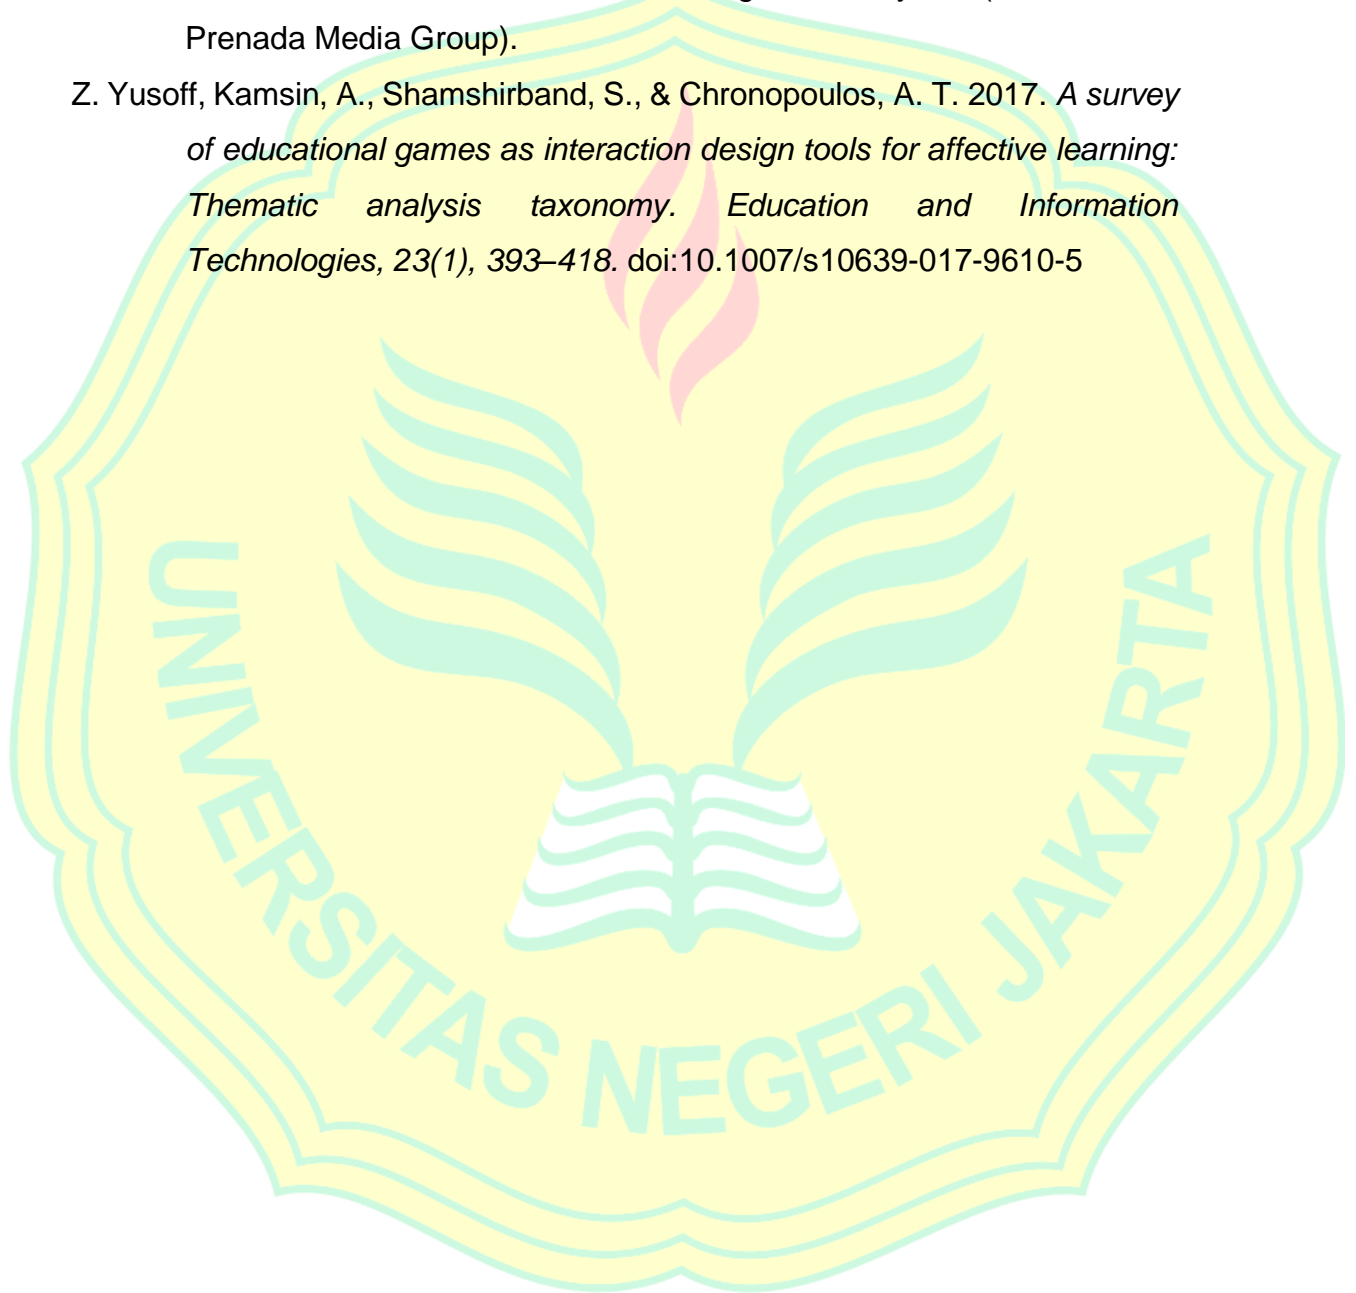 Prenada Media Group).
Z. Yusoff, Kamsin, A., Shamshirband, S., & Chronopoulos, A. T. 2017. A survey
of educational games as interaction design tools for affective learning:
Thematic analysis taxonomy. Education and Information
Technologies, 23(1), 393–418. doi:10.1007/s10639-017-9610-5
UNIVERSITAS NEGERI JAKARTA